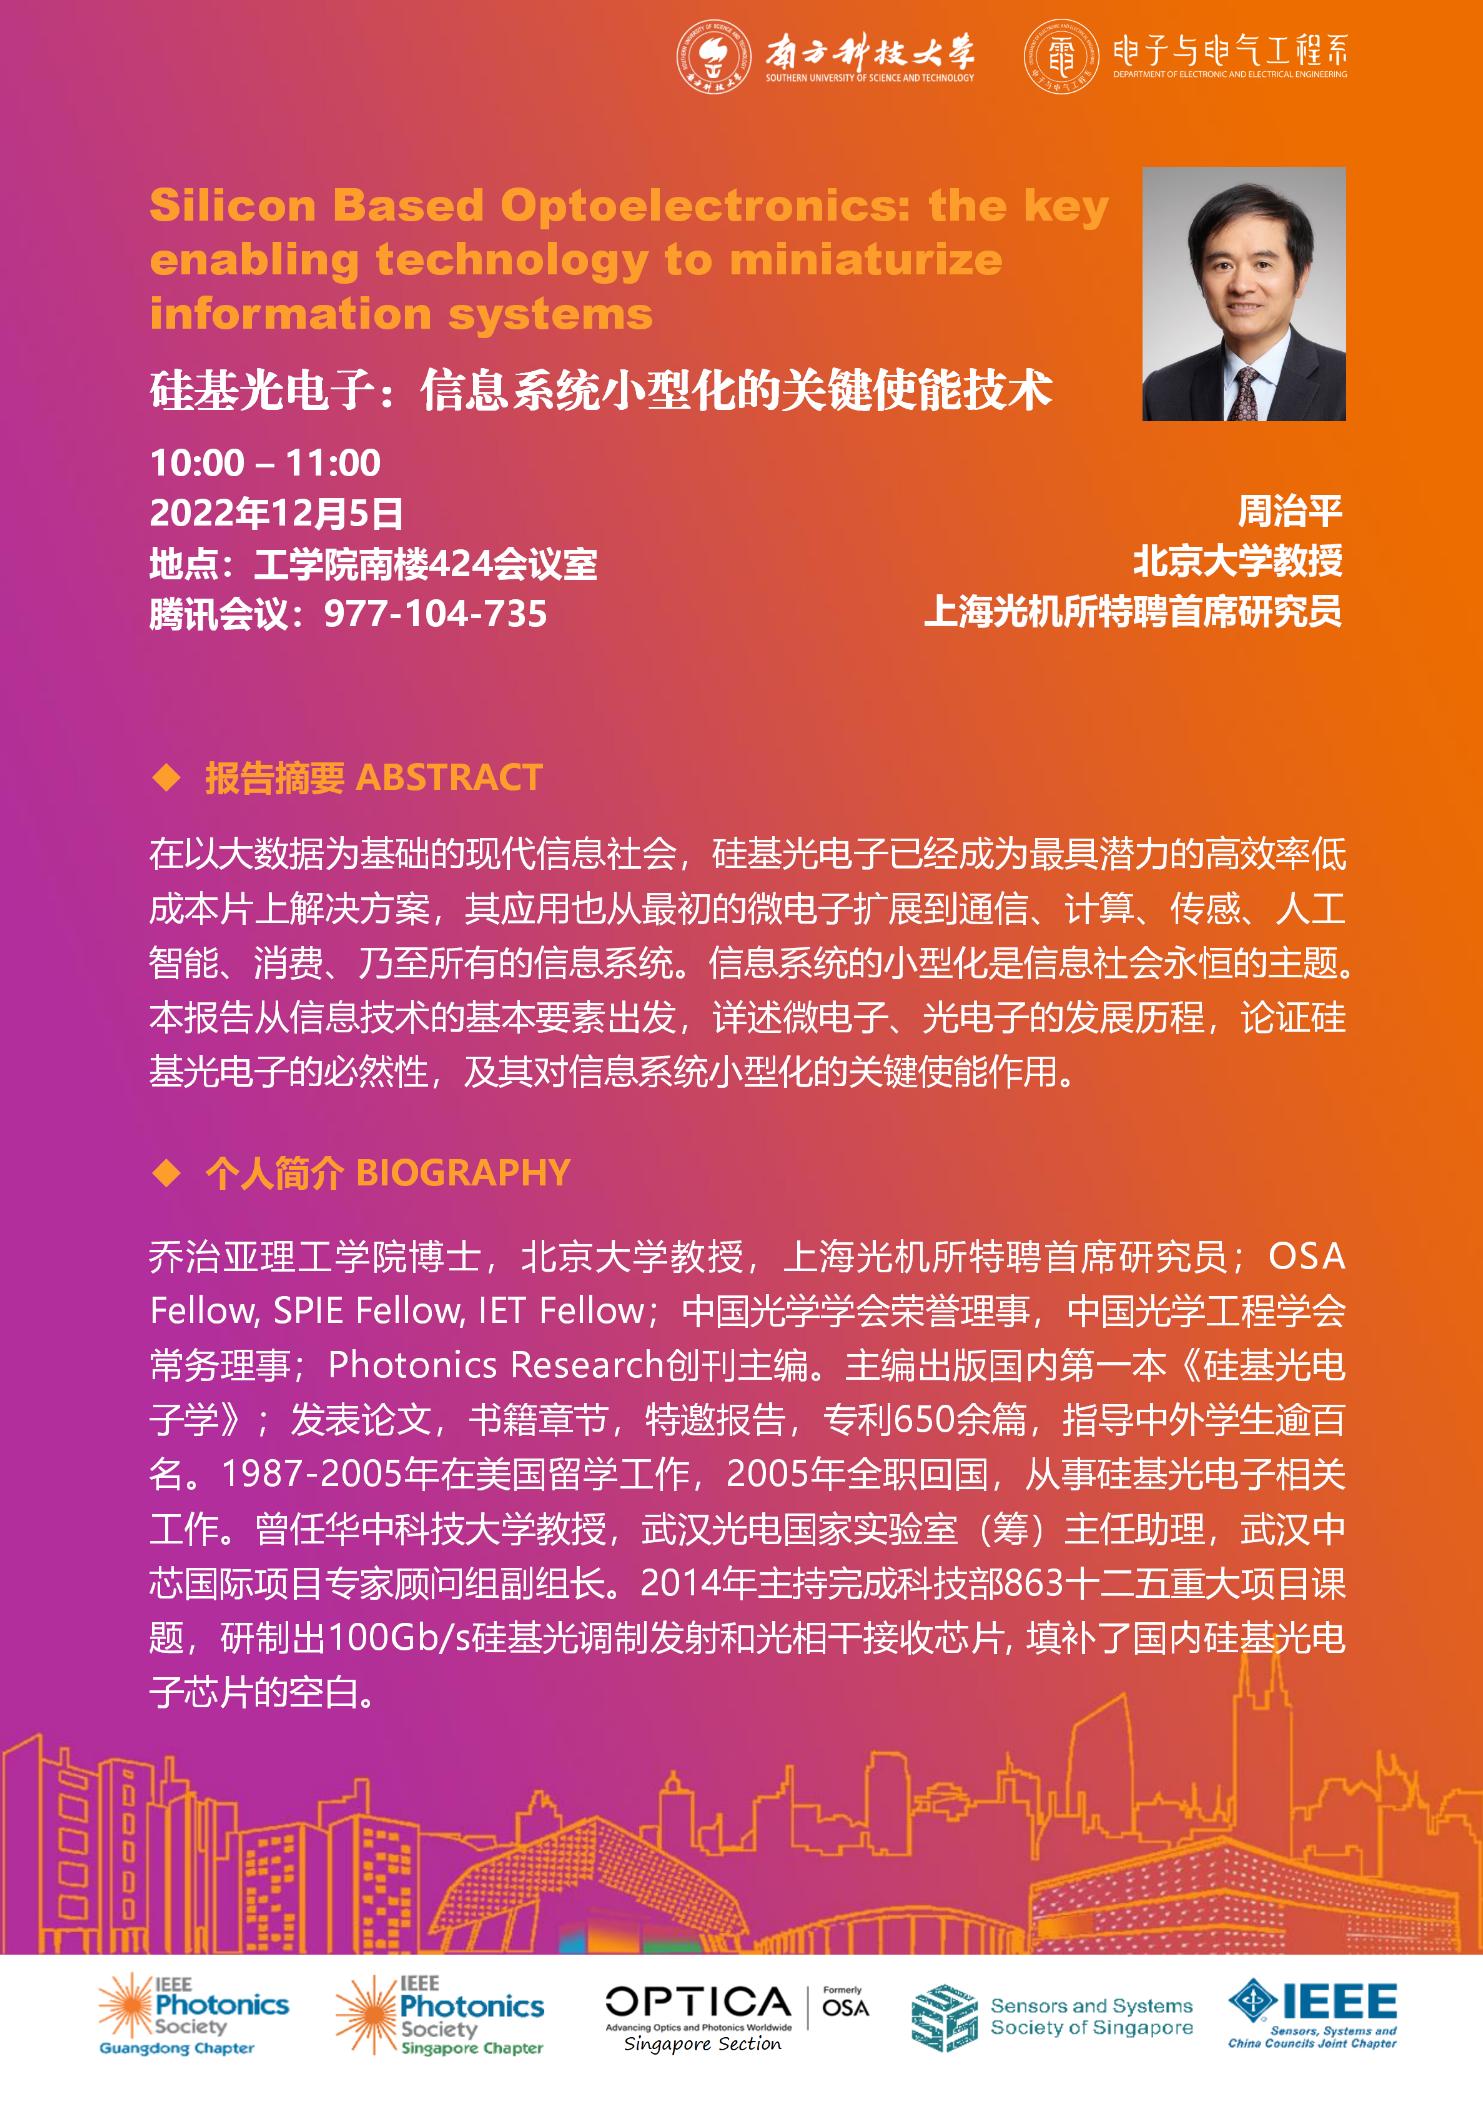 南方科技大学
SOUTHERN UNIVERSITY OF SCIENCE AND TECHNOLOGY
电子与电气工程系
DEPARTMENT OF ELECTRONIC AND ELECTRICAL ENGINEERING
Silicon Based Optoelectronics: the key
enabling technology to miniaturize
information systems
硅基光电子：信息系统小型化的关键使能技术
10:00 – 11:00
2022年12月5日
地点：工学院南楼424会议室
腾讯会议：977-104-735
周治平
北京大学教授
上海光机所特聘首席研究员
◆ 报告摘要 ABSTRACT
在以大数据为基础的现代信息社会，硅基光电子已经成为最具潜力的高效率低
成本片上解决方案，其应用也从最初的微电子扩展到通信、计算、传感、人工
智能、消费、乃至所有的信息系统。信息系统的小型化是信息社会永恒的主题。
本报告从信息技术的基本要素出发，详述微电子、光电子的发展历程，论证硅
基光电子的必然性，及其对信息系统小型化的关键使能作用。
◆ 个人简介 BIOGRAPHY
乔治亚理工学院博士，北京大学教授，上海光机所特聘首席研究员；OSA
Fellow, SPIE Fellow, IET Fellow；中国光学学会荣誉理事，中国光学工程学会
常务理事；Photonics Research创刊主编。主编出版国内第一本《硅基光电
子学》；发表论文，书籍章节，特邀报告，专利650余篇，指导中外学生逾百
名。1987-2005年在美国留学工作，2005年全职回国，从事硅基光电子相关
工作。曾任华中科技大学教授，武汉光电国家实验室（筹）主任助理，武汉中
芯国际项目专家顾问组副组长。2014年主持完成科技部863十二五重大项目课
题，研制出100Gb/s硅基光调制发射和光相干接收芯片, 填补了国内硅基光电
子芯片的空白。
IEEE
Photonics
Society
Guangdong Chapter
IEEE
Photonics
Society
Singapore Chapter
OPTICA
Advancing Optics and Photonics Worldwide
Singapore Section
Formerly
OSA
Sensors and Systems
Society of Singapore
IEEE
Sensors, Systems and
China Councils Joint Chapter